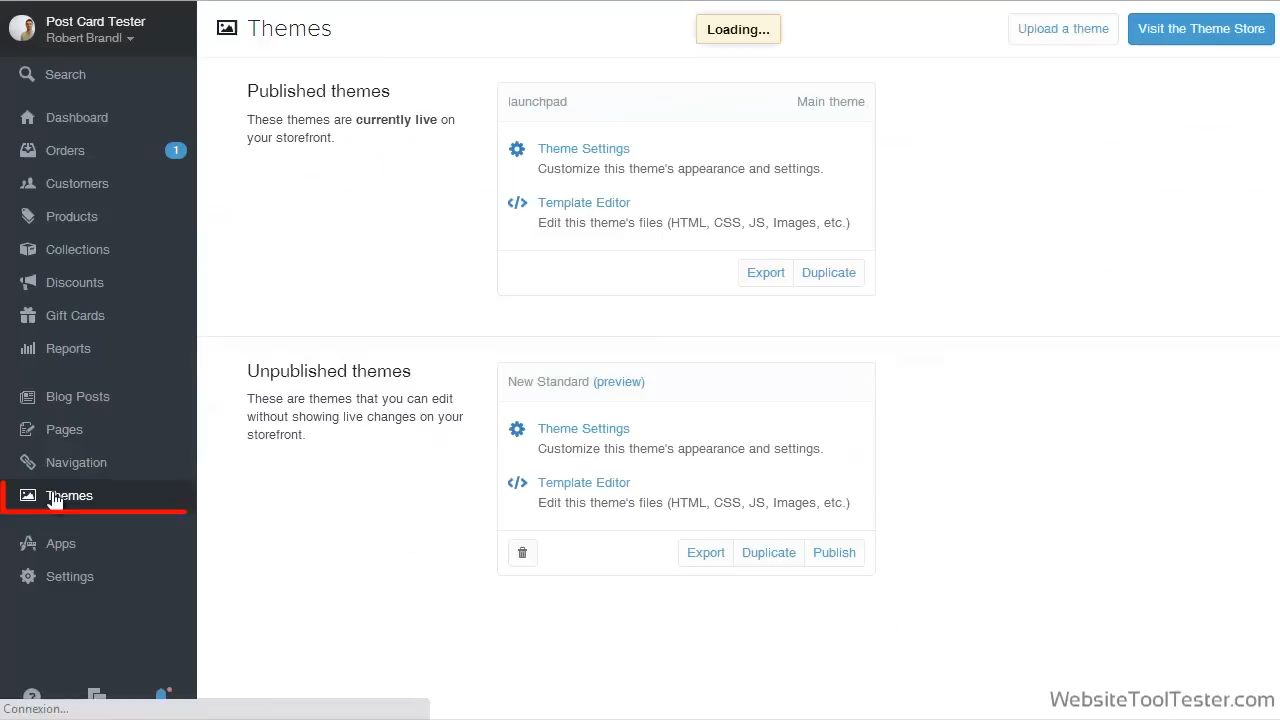 Post Card Tester
Robert Brandl
Search
Dashboard
Orders
1
Customers
Products
Collections
Discounts
Gift Cards
Reports
Blog Posts
Pages
Navigation
Themes
Apps
Settings
Connexion...
Themes
Loading...
Upload a theme
Visit the Theme Store
Published themes
These themes are currently live on
your storefront.
launchpad
Main theme
Theme Settings
Customize this theme's appearance and settings.
Template Editor
Edit this theme's files (HTML, CSS, JS, Images, etc.)
Export
Duplicate
Unpublished themes
These are themes that you can edit
without showing live changes on your
storefront.
New Standard (preview)
Theme Settings
Customize this theme's appearance and settings.
Template Editor
Edit this theme's files (HTML, CSS, JS, Images, etc.)
Export
Duplicate
Publish
WebsiteToolTester.com